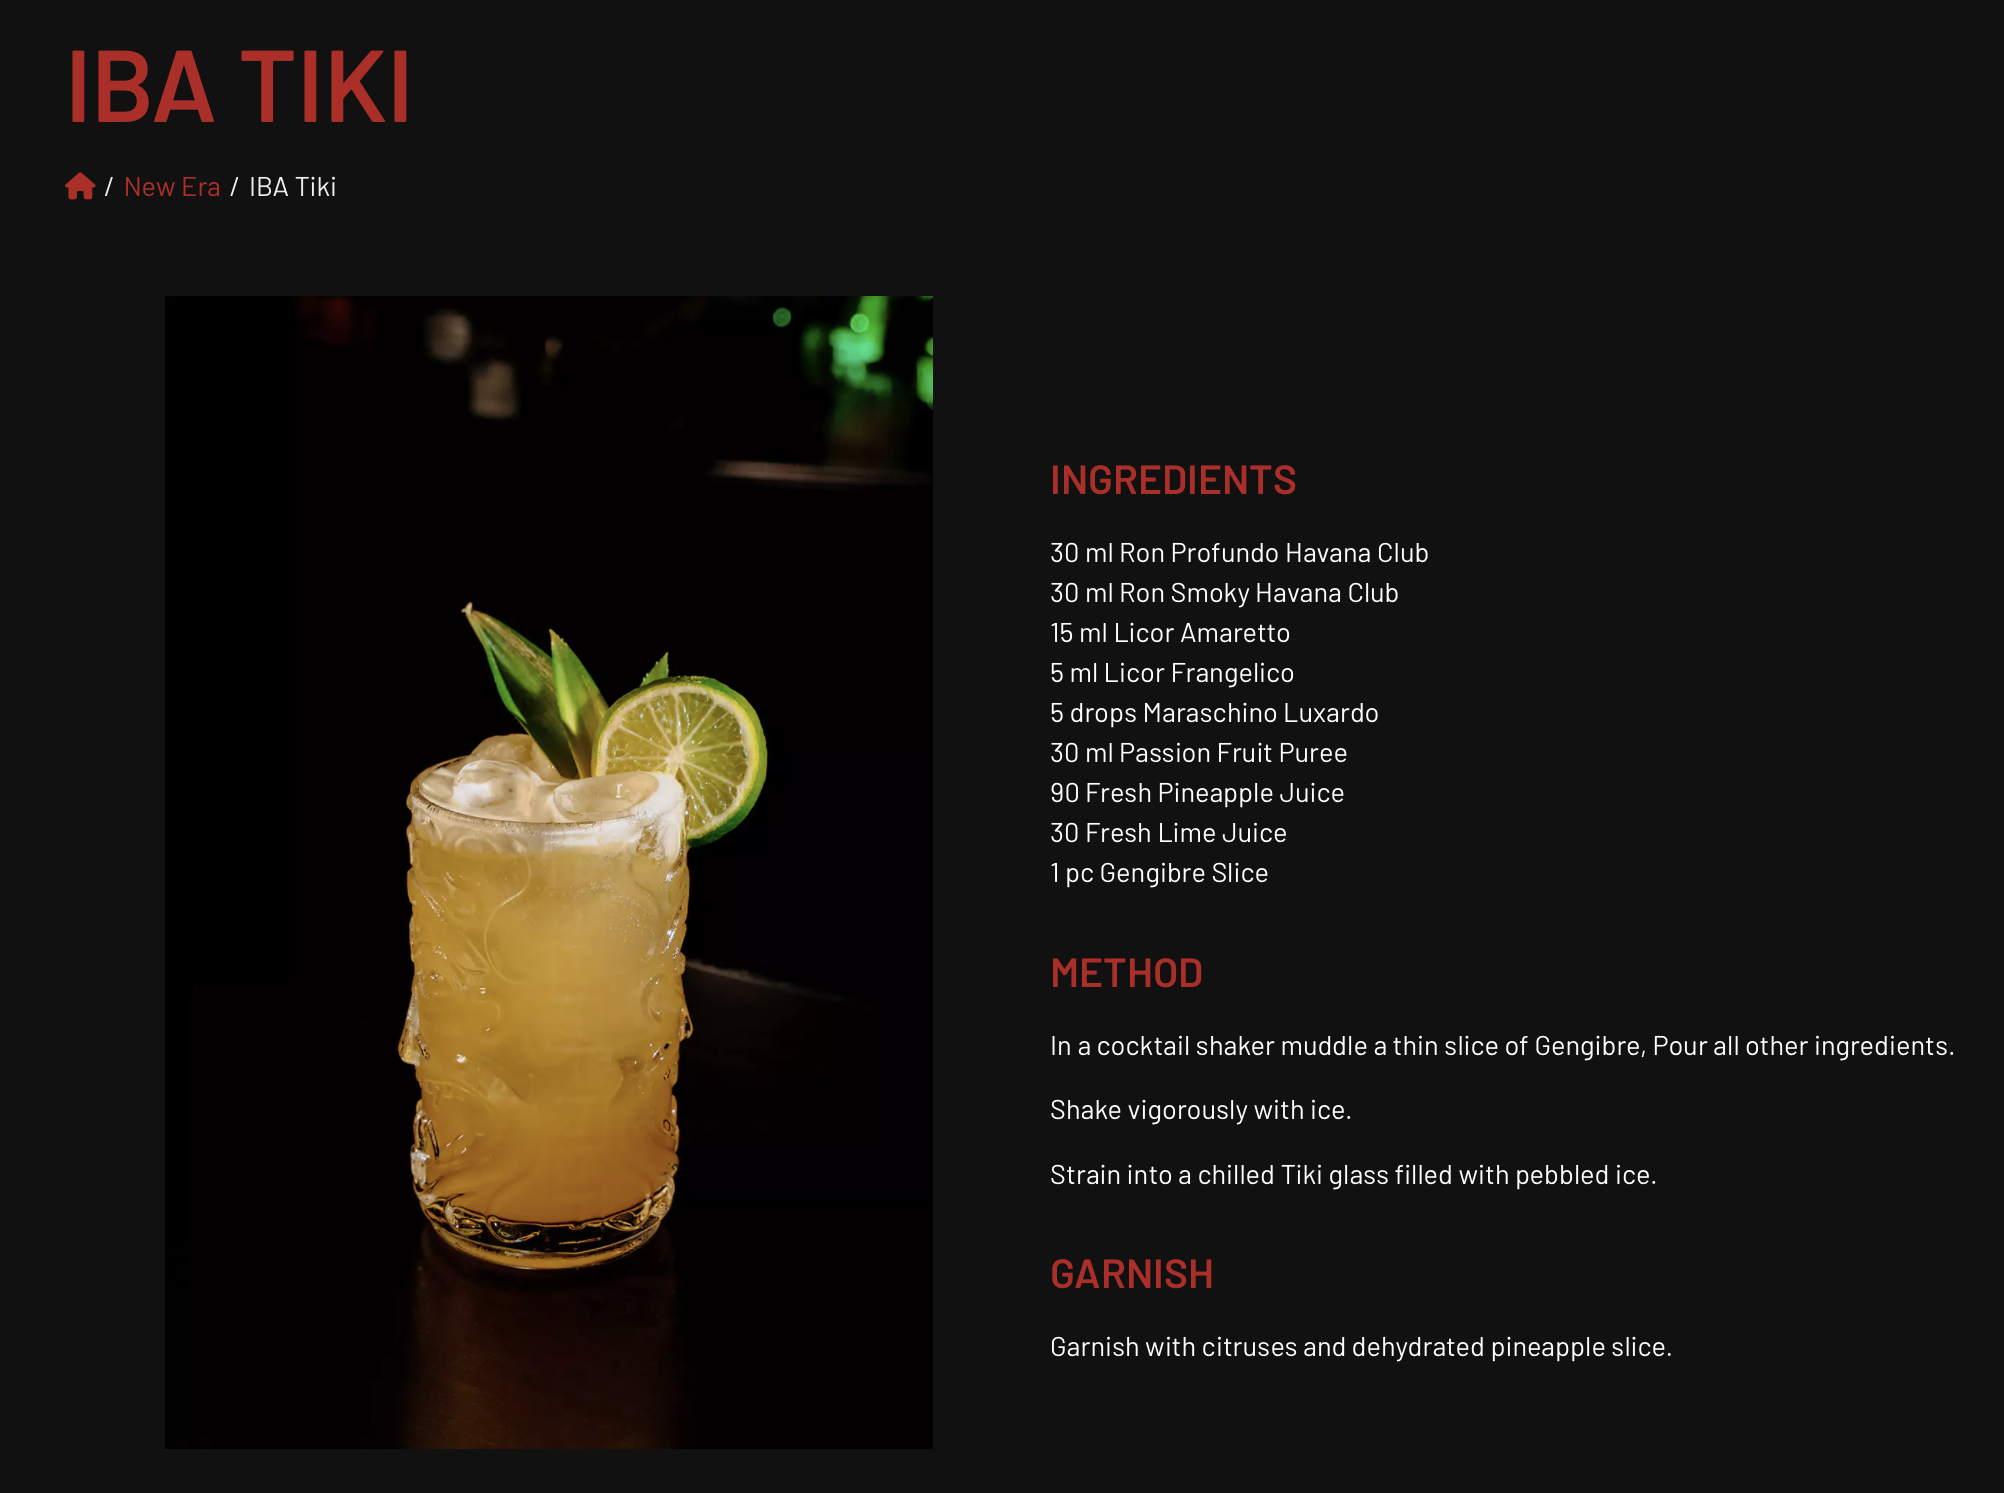 IBA TIKI
/ New Era / IBA Tiki
INGREDIENTS
30 ml Ron Profundo Havana Club
30 ml Ron Smoky Havana Club
15 ml Licor Amaretto
5 ml Licor Frangelico
5 drops Maraschino Luxardo
30 ml Passion Fruit Puree
90 Fresh Pineapple Juice
30 Fresh Lime Juice
1 pc Gengibre Slice
METHOD
In a cocktail shaker muddle a thin slice of Gengibre, Pour all other ingredients.
Shake vigorously with ice.
Strain into a chilled Tiki glass filled with pebbled ice.
GARNISH
Garnish with citruses and dehydrated pineapple slice.